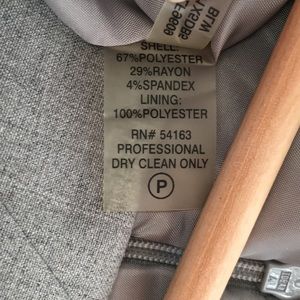 SHELL:
67%POLYESTER
29%RAYON
4%SPANDEX
LINING:
100%POLYESTER
RN# 54163
PROFESSIONAL
DRY CLEAN ONLY
P